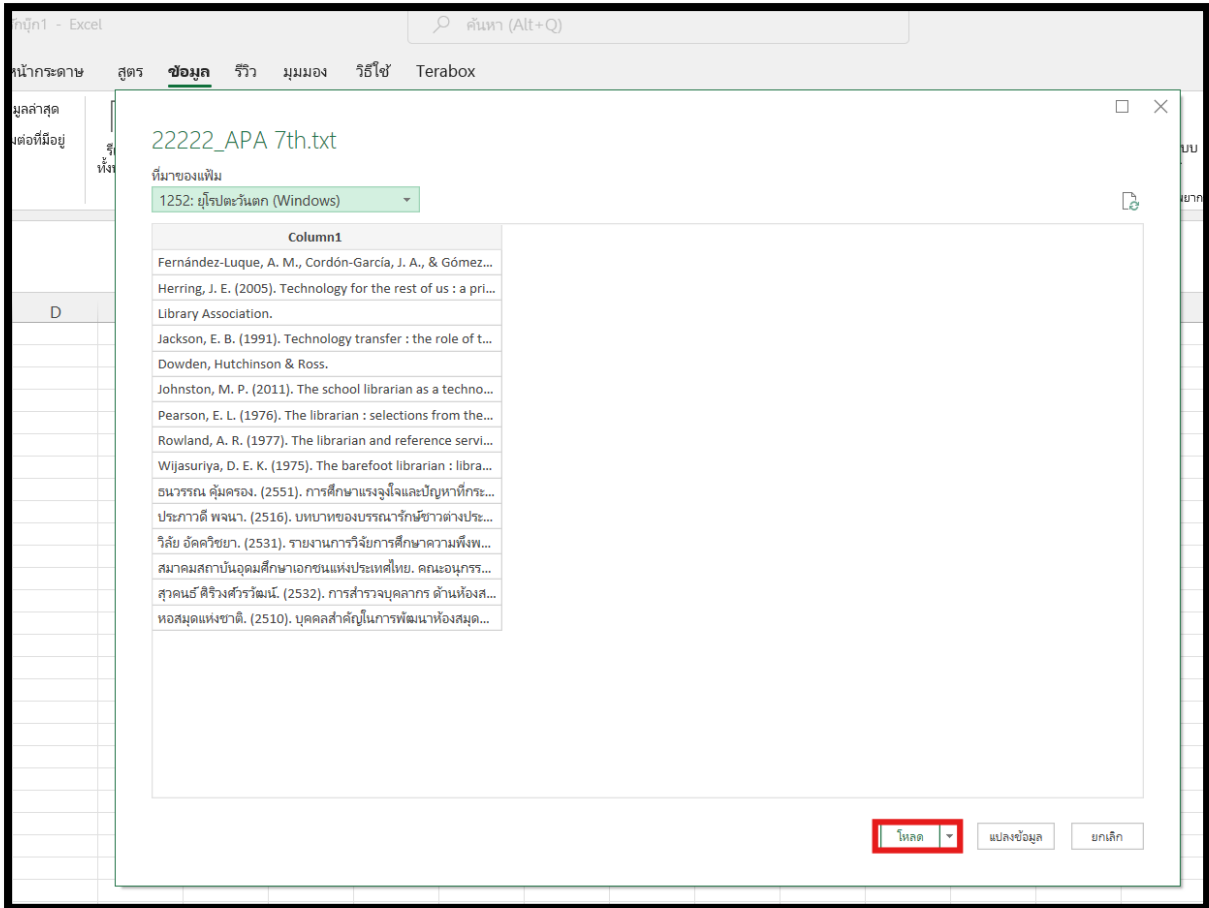 ักบุ๊ก1 - Excel
ค้นหา (Alt+Q)
หน้ากระดาษ สูตร ข้อมูล รีวิว มุมมอง วิธีใช้ Terabox
มูลล่าสุด
มต่อที่มีอยู่
22222_APA 7th.txt
ที่มาของแฟ้ม
1252: ยุโรปตะวันตก (Windows)
Column1
Fernández-Luque, A. M., Cordón-García, J. A., & Gómez...
Herring, J. E. (2005). Technology for the rest of us : a pri...
Library Association.
Jackson, E. B. (1991). Technology transfer : the role of t...
Dowden, Hutchinson & Ross.
Johnston, M. P. (2011). The school librarian as a techno...
Pearson, E. L. (1976). The librarian : selections from the...
Rowland, A. R. (1977). The librarian and reference servi...
Wijasuriya, D. E. K. (1975). The barefoot librarian : libra...
ธนวรรณ คุ้มครอง. (2551). การศึกษาแรงจูงใจและปัญหาที่กระ...
ประภาวดี พจนา. (2516). บทบาทของบรรณารักษ์ชาวต่างประ...
วิลัย อัคควิชยา. (2531). รายงานการวิจัยการศึกษาความพึงพ...
สมาคมสถาบันอุดมศึกษาเอกชนแห่งประเทศไทย. คณะอนุกรร...
สุวคนธ์ ศิริวงศ์วรวัฒน์. (2532). การสำรวจบุคลากร ด้านห้องส...
หอสมุดแห่งชาติ. (2510). บุคคลสำคัญในการพัฒนาห้องสมุด...
D
โหลด แปลงข้อมูล ยกเลิก